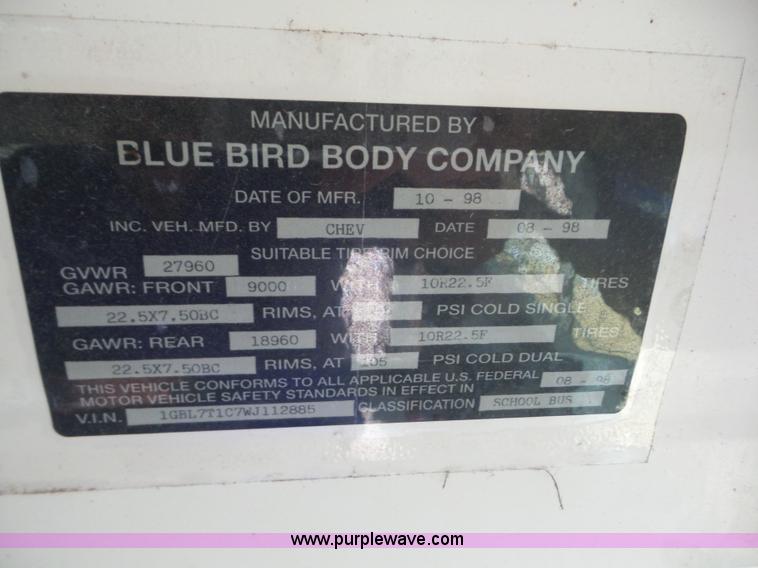 MANUFACTURED BY
BLUE BIRD BODY COMPANY
DATE OF MFR. 10 - 98
INC. VEH. MFD. BY CHEV DATE 08 - 98
SUITABLE TIRE RIM CHOICE
GVWR 27960
GAWR: FRONT 9000 WITH 10R22.5F TIRES
22.5X7.50BC RIMS, AT PSI COLD SINGLE
GAWR: REAR 18960 WITH 10R22.5F TIRES
22.5X7.50BC RIMS, AT 105 PSI COLD DUAL
THIS VEHICLE CONFORMS TO ALL APPLICABLE U.S. FEDERAL 08 - 98
MOTOR VEHICLE SAFETY STANDARDS IN EFFECT IN
V.I.N. 1GBL7T1C7WJ112885 CLASSIFICATION SCHOOL BUS
www.purplewave.com